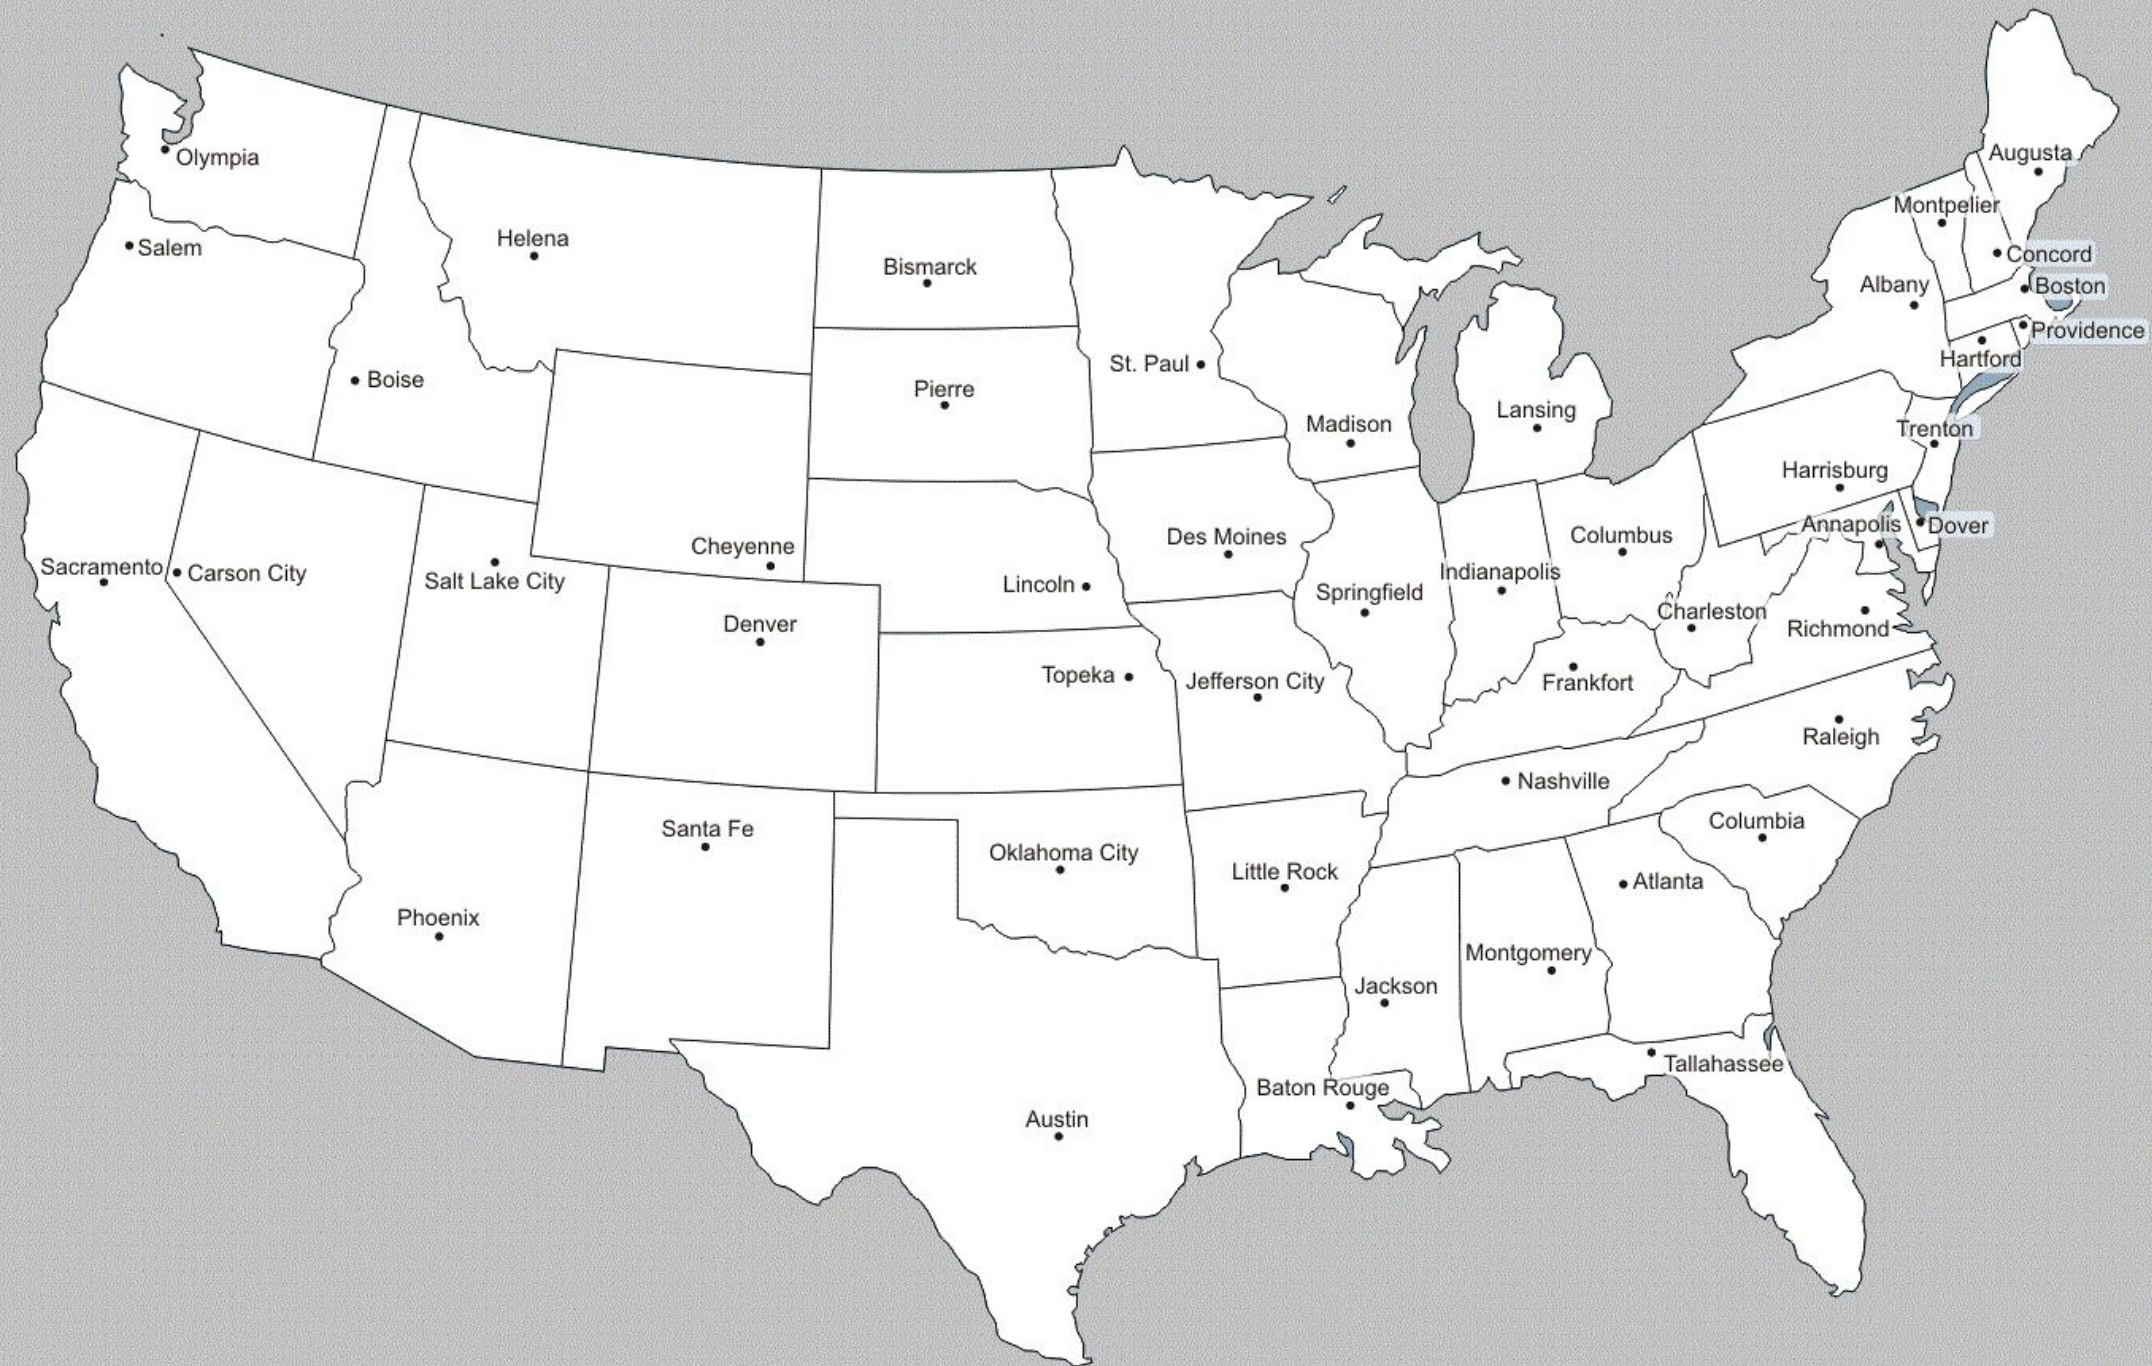 Augusta
Olympia
Montpelier
Helena
Salem
Concord
Bismarck
Albany
Boston
Providence
Hartford
St. Paul
Boise
Pierre
Lansing
Madison
Trenton
Harrisburg
Annapolis
Dover
Columbus
Des Moines
Cheyenne
Sacramento
Carson City
Salt Lake City
Indianapolis
Lincoln
Springfield
Charleston
Denver
Richmond
Topeka
Jefferson City
Frankfort
Raleigh
Nashville
Columbia
Santa Fe
Oklahoma City
Little Rock
Atlanta
Phoenix
Montgomery
Jackson
Tallahassee
Baton Rouge
Austin